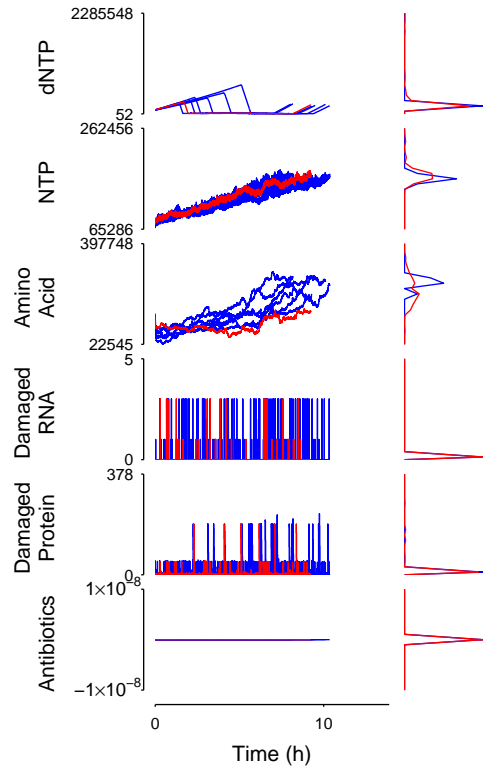 2285548
dNTP
52
262456
NTP
65286
397748
Amino
Acid
22545
5
Damaged
RNA
0
378
Damaged
Protein
0
1×10⁻⁸
Antibiotics
−1×10⁻⁸
0 10
Time (h)